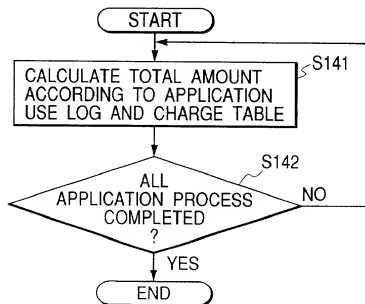 START
S141
CALCULATE TOTAL AMOUNT
ACCORDING TO APPLICATION
USE LOG AND CHARGE TABLE
S142
ALL
APPLICATION PROCESS
COMPLETED
?
NO
YES
END